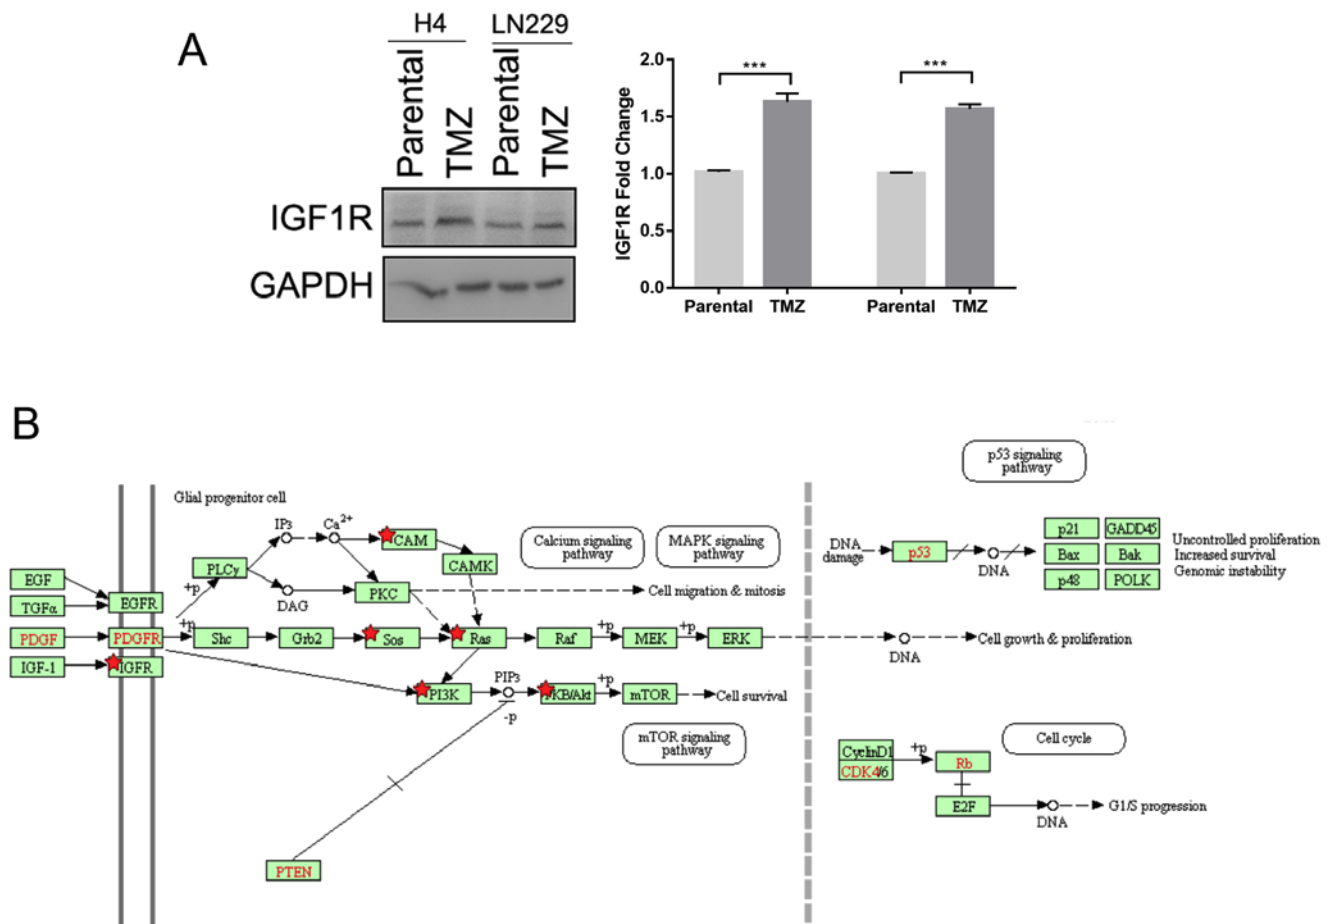 A
H4
LN229
Parental
TMZ
Parental
TMZ
IGF1R
GAPDH
IGF1R Fold Change
2.0
1.5
1.0
0.5
0.0
***
***
Parental
TMZ
Parental
TMZ
B
Glial progenitor cell
p53 signaling
pathway
IP3
Ca2+
CAM
Calcium signaling
pathway
MAPK signaling
pathway
DNA
damage
p53
DNA
p21
GADD45
Bax
Bak
p48
POLK
Uncontrolled proliferation
Increased survival
Genomic instability
EGF
TGFα
EGFR
PLCγ
+p
DAG
PKC
CAMK
Cell migration & mitosis
PDGF
PDGFR
+p
Shc
Grb2
Sos
Ras
Raf
+p
MEK
+p
ERK
DNA
Cell growth & proliferation
IGF-1
IGFR
PI3K
PIP3
-p
PKB/Akt
+p
mTOR
Cell survival
mTOR signaling
pathway
CyclinD1
CDK4/6
+p
Rb
Cell cycle
E2F
DNA
G1/S progression
PTEN